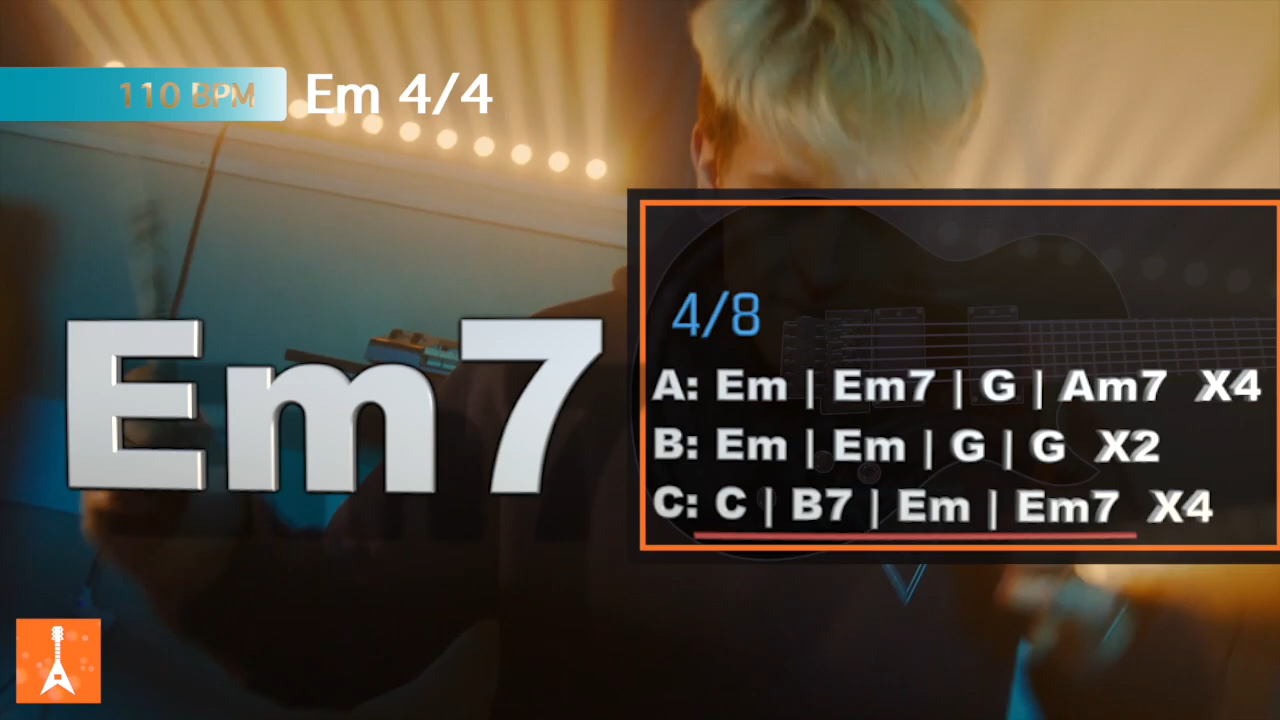 110 BPM Em 4/4
Em7
4/8
A: Em | Em7 | G | Am7 X4
B: Em | Em | G | G X2
C: C | B7 | Em | Em7 X4